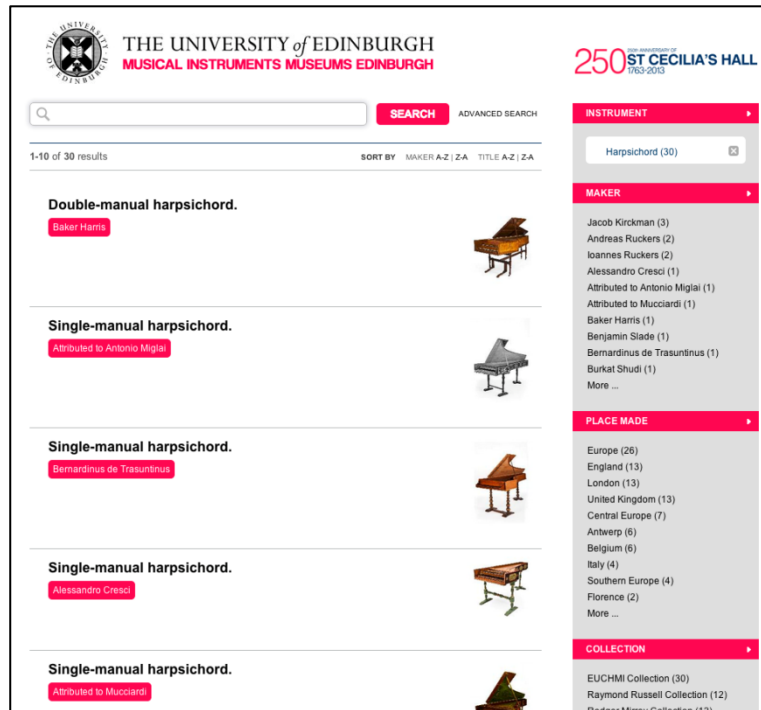 THE UNIVERSITY of EDINBURGH
MUSICAL INSTRUMENTS MUSEUMS EDINBURGH
250 ST CECILIA'S HALL
1763-2013
SEARCH
ADVANCED SEARCH
1-10 of 30 results
SORT BY MAKER A-Z | Z-A TITLE A-Z | Z-A
Double-manual harpsichord.
Baker Harris
Single-manual harpsichord.
Attributed to Antonio Miglai
Single-manual harpsichord.
Bernardinus de Trasuntinus
Single-manual harpsichord.
Alessandro Cresci
Single-manual harpsichord.
Attributed to Mucciardi
INSTRUMENT
Harpsichord (30)
MAKER
Jacob Kirckman (3)
Andreas Ruckers (2)
Ioannes Ruckers (2)
Alessandro Cresci (1)
Attributed to Antonio Miglai (1)
Attributed to Mucciardi (1)
Baker Harris (1)
Benjamin Slade (1)
Bernardinus de Trasuntinus (1)
Burkat Shudi (1)
More ...
PLACE MADE
Europe (26)
England (13)
London (13)
United Kingdom (13)
Central Europe (7)
Antwerp (6)
Belgium (6)
Italy (4)
Southern Europe (4)
Florence (2)
More ...
COLLECTION
EUCHMI Collection (30)
Raymond Russell Collection (12)